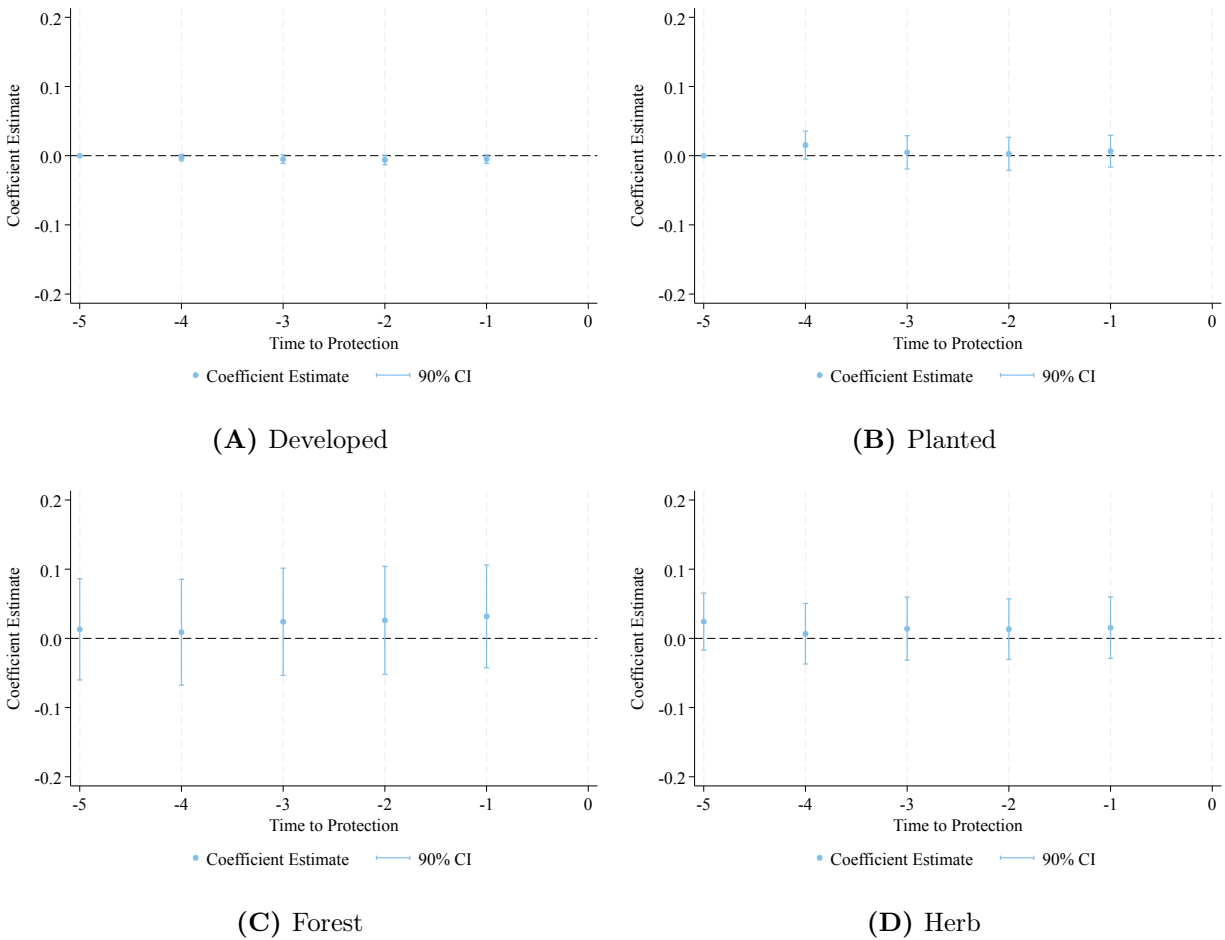 0.2
0.1
0.0
-0.1
-0.2
Coefficient Estimate
-5 -4 -3 -2 -1 0
Time to Protection
Coefficient Estimate 90% CI
(A) Developed
0.2
0.1
0.0
-0.1
-0.2
Coefficient Estimate
-5 -4 -3 -2 -1 0
Time to Protection
Coefficient Estimate 90% CI
(B) Planted
0.2
0.1
0.0
-0.1
-0.2
Coefficient Estimate
-5 -4 -3 -2 -1 0
Time to Protection
Coefficient Estimate 90% CI
(C) Forest
0.2
0.1
0.0
-0.1
-0.2
Coefficient Estimate
-5 -4 -3 -2 -1 0
Time to Protection
Coefficient Estimate 90% CI
(D) Herb